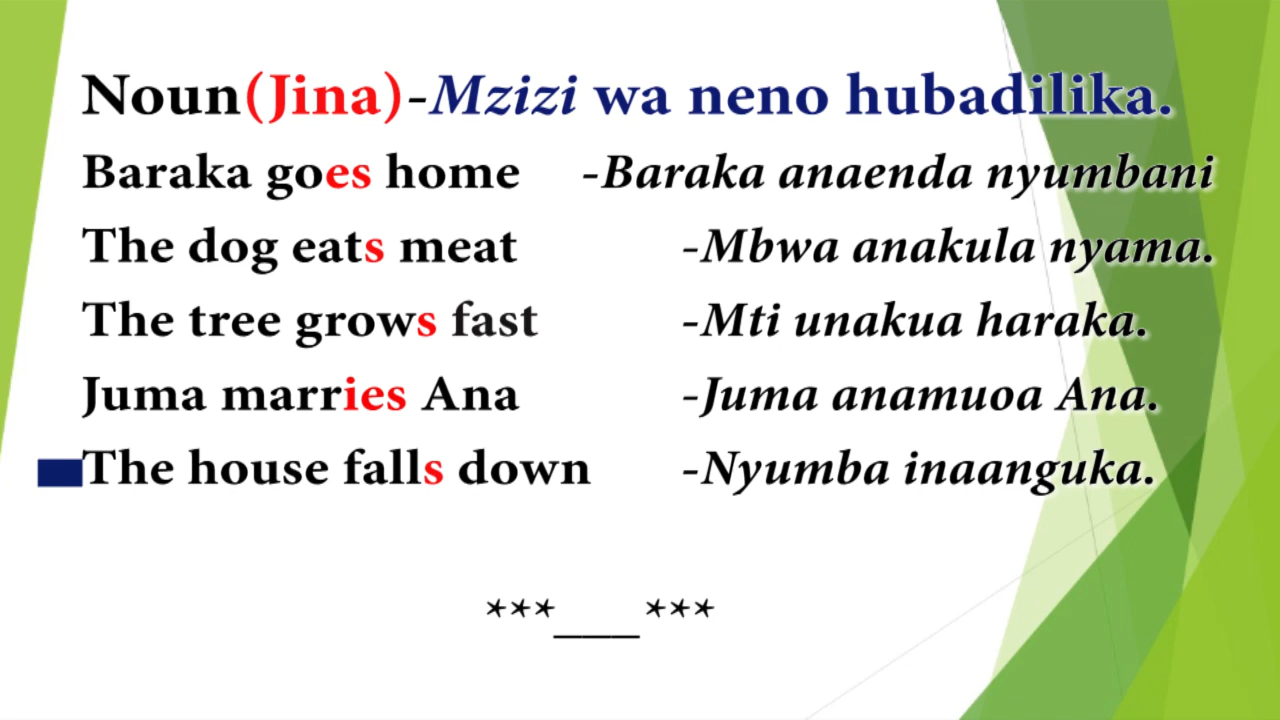 Noun(Jina)-Mzizi wa neno hubadilika.
Baraka goes home -Baraka anaenda nyumbani
The dog eats meat -Mbwa anakula nyama.
The tree grows fast -Mti unakua haraka.
Juma marries Ana -Juma anamuoa Ana.
The house falls down -Nyumba inaanguka.
***___***